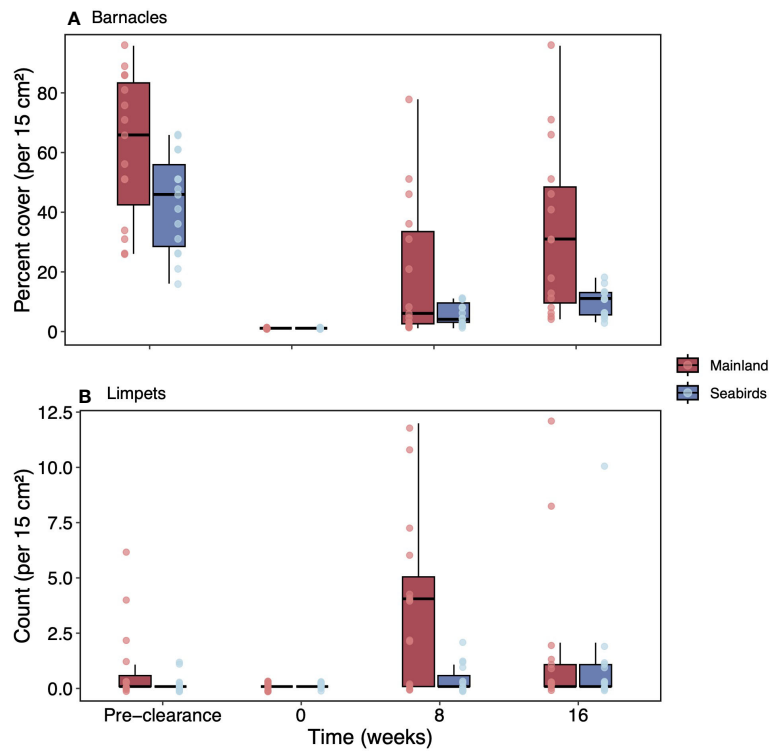 A Barnacles
Percent cover (per 15 cm²)
80
60
40
20
0
Mainland
Seabirds
B Limpets
Count (per 15 cm²)
12.5
10.0
7.5
5.0
2.5
0.0
Pre-clearance 0 8 16
Time (weeks)